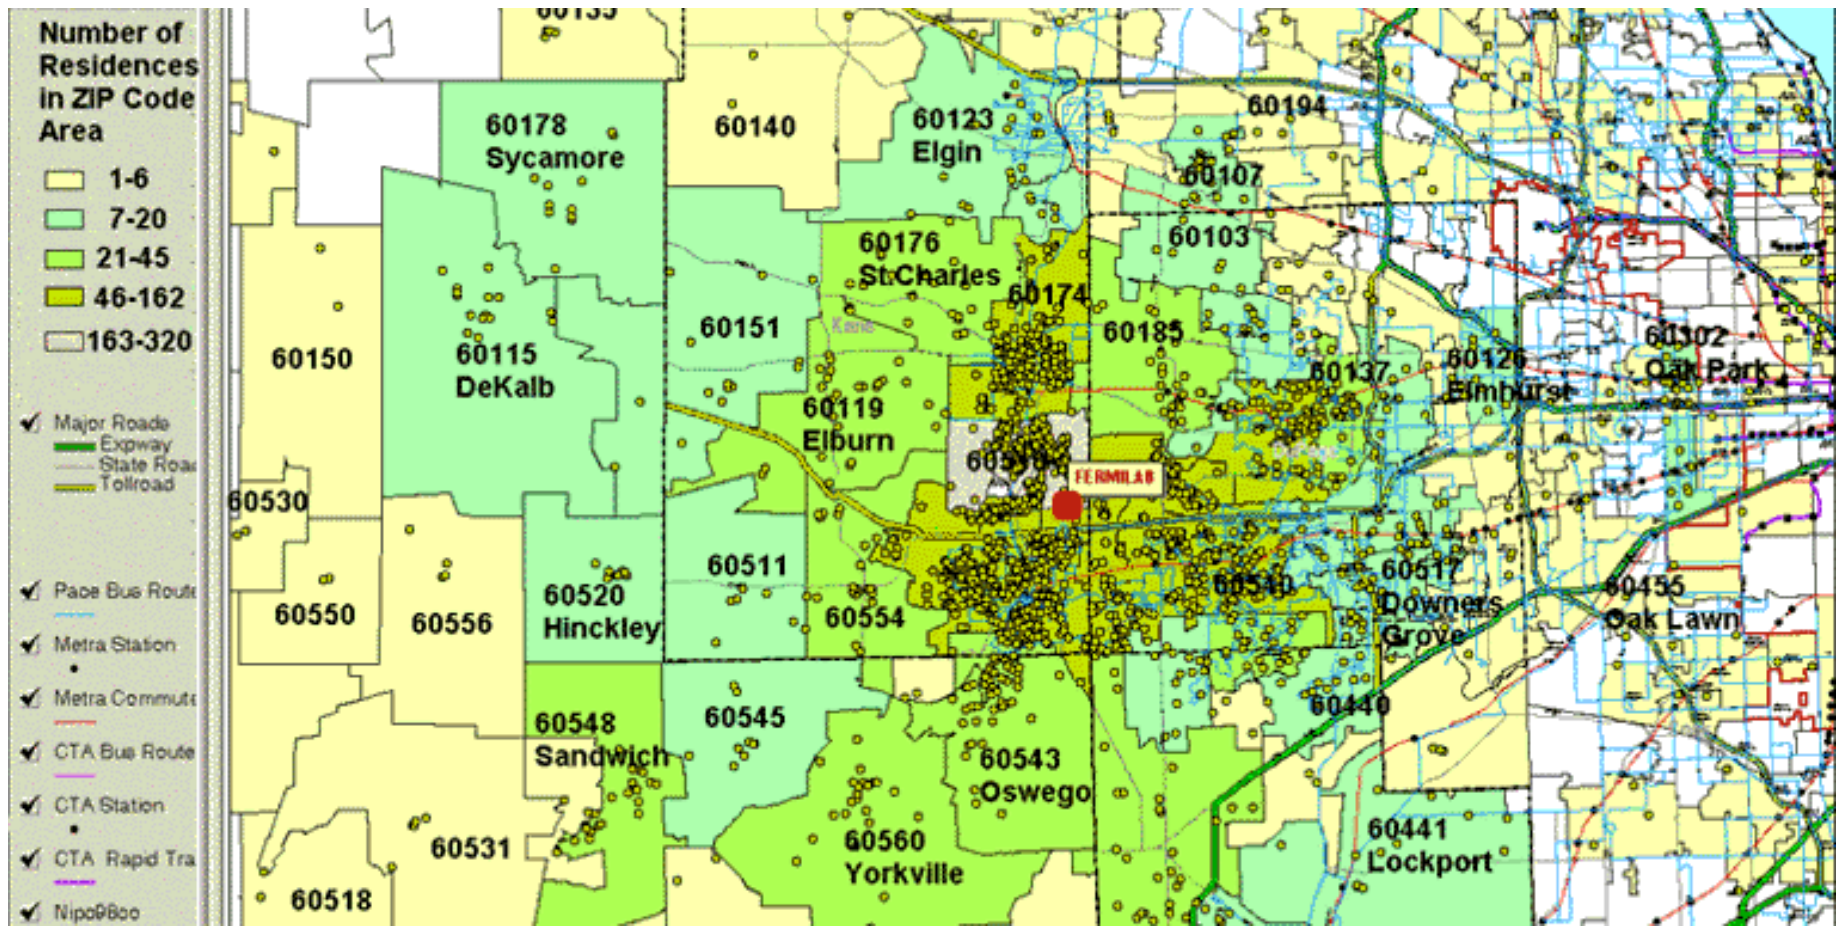 Number of
Residences
in ZIP Code
Area
1-6
7-20
21-45
46-162
163-320
Major Roads
Expway
State Roa
Tollroad
Pace Bus Route
Metra Station
Metra Commute
CTA Bus Route
CTA Station
CTA Rapid Tra
60135
60178
Sycamore
60140
60123
Elgin
60194
60107
60103
60176
St.Charles
60174
60151
Kane
60185
60150
60115
DeKalb
60119
Elburn
60137
60126
Elmhurst
60302
Oak Park
FERMILAB
60530
60511
60520
Hinckley
60550
60556
60554
60540
60517
Downers
Grove
60455
Oak Lawn
60548
Sandwich
60545
60543
Oswego
60440
60531
60560
Yorkville
60441
Lockport
60518